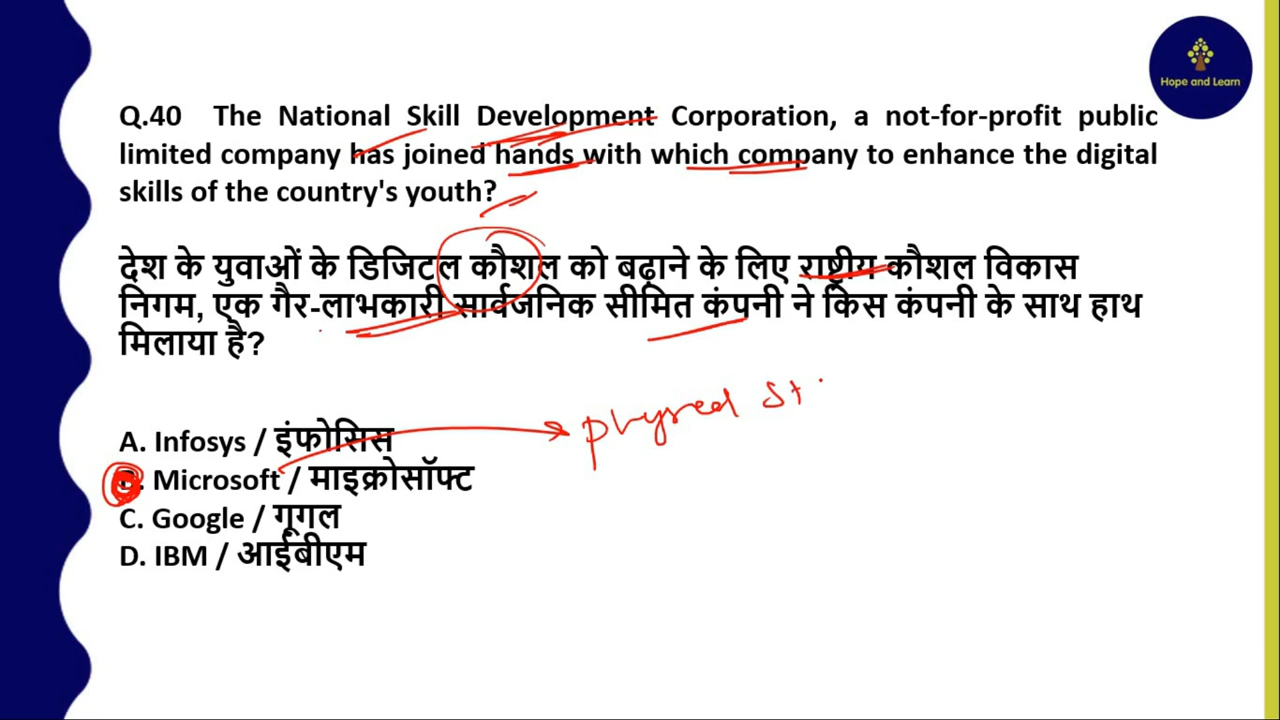 Hope and Learn
Q.40 The National Skill Development Corporation, a not-for-profit public
limited company has joined hands with which company to enhance the digital
skills of the country's youth?
देश के युवाओं के डिजिटल कौशल को बढ़ाने के लिए राष्ट्रीय कौशल विकास
निगम, एक गैर-लाभकारी सार्वजनिक सीमित कंपनी ने किस कंपनी के साथ हाथ
मिलाया है?
A. Infosys / इंफोसिस
B. Microsoft / माइक्रोसॉफ्ट
C. Google / गूगल
D. IBM / आईबीएम